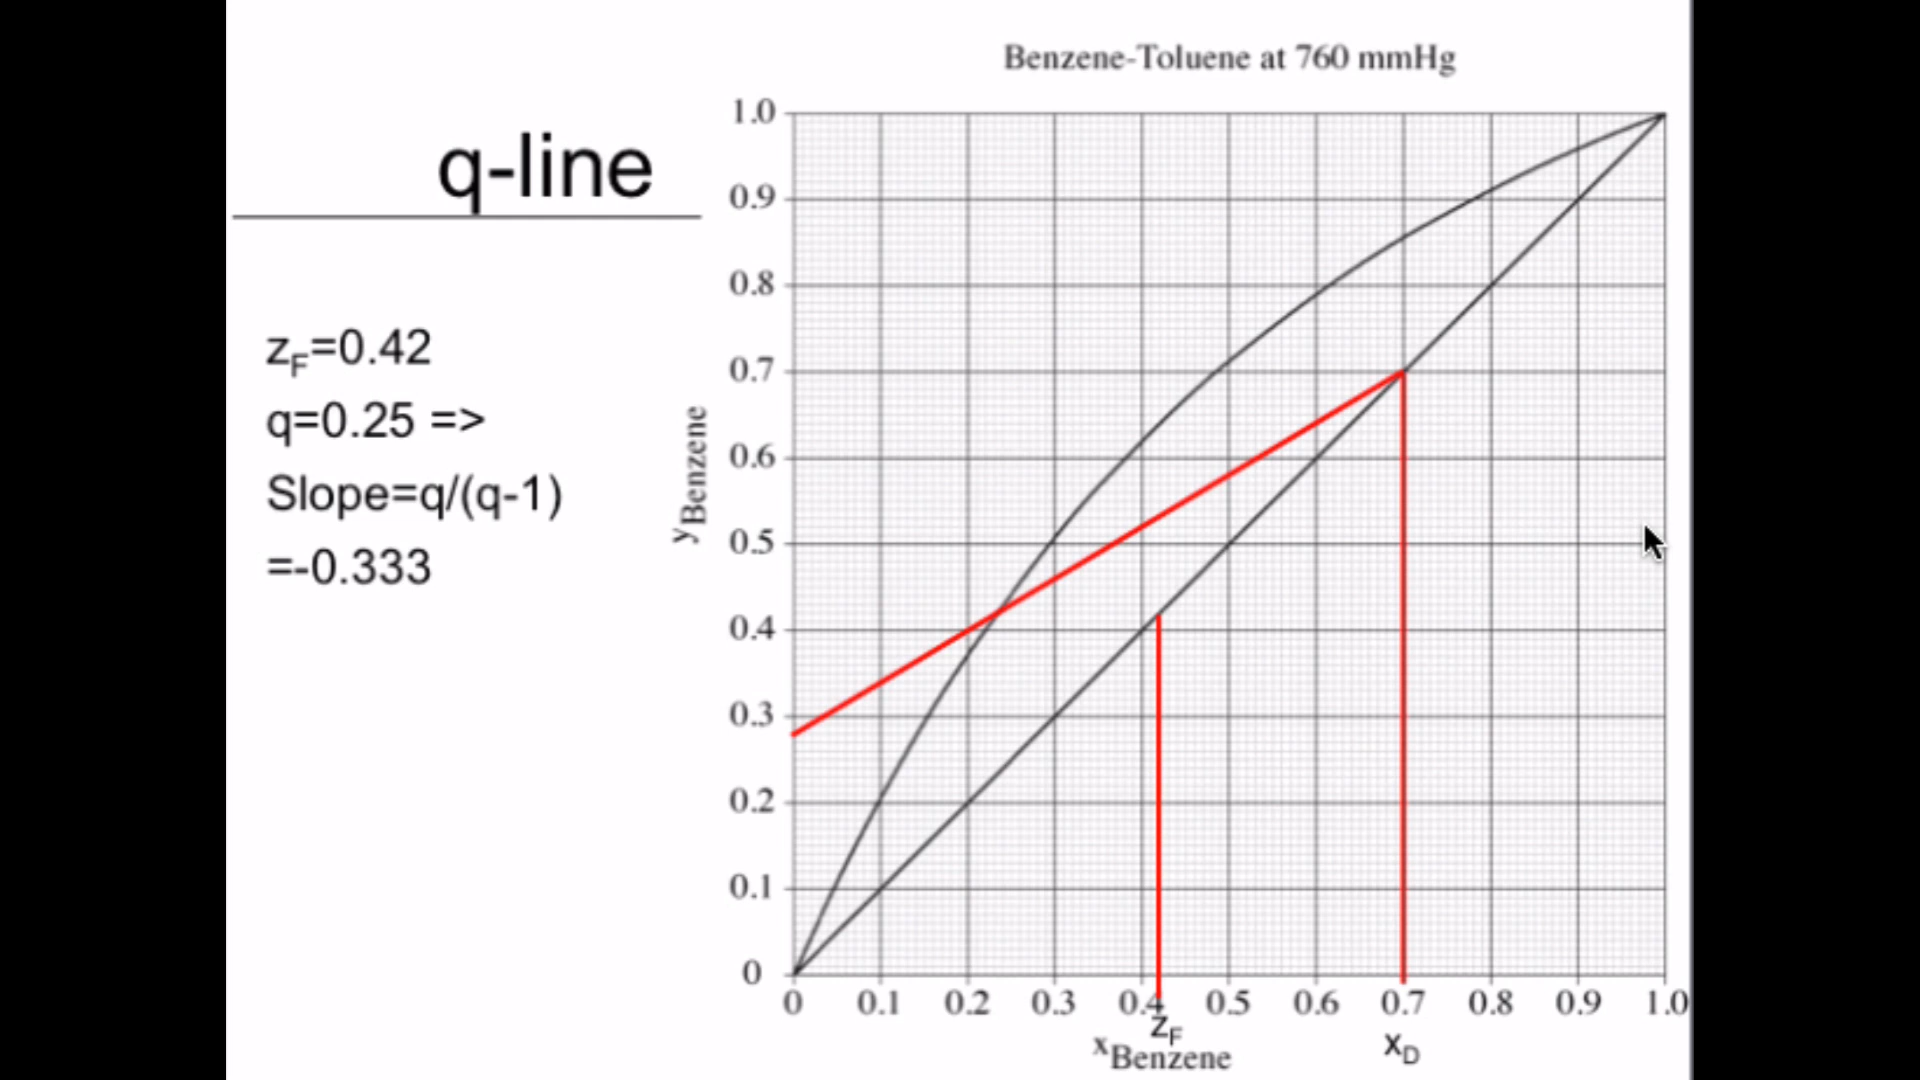 Benzene-Toluene at 760 mmHg
q-line
z_F=0.42
q=0.25 =>
Slope=q/(q-1)
=-0.333
y_Benzene
1.0
0.9
0.8
0.7
0.6
0.5
0.4
0.3
0.2
0.1
0
0 0.1 0.2 0.3 0.4 0.5 0.6 0.7 0.8 0.9 1.0
z_F
x_Benzene
x_D